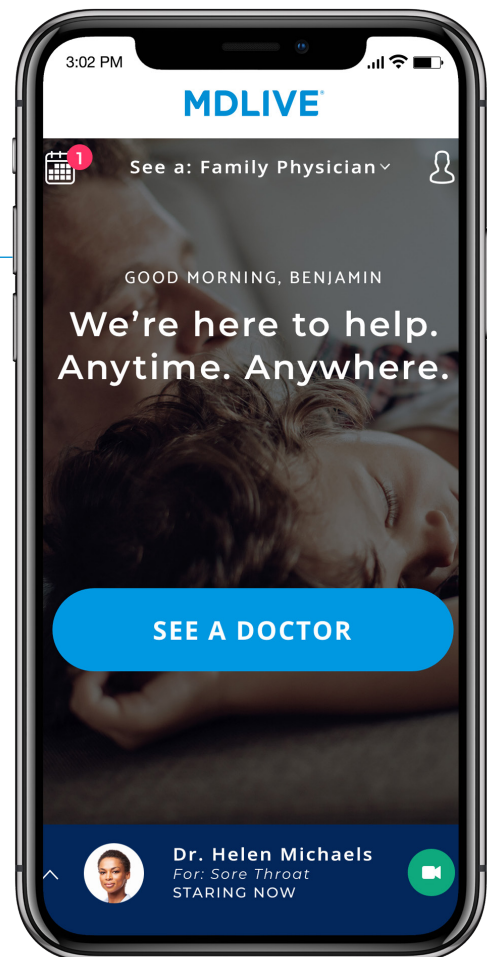 3:02 PM
MDLIVE®
1
See a: Family Physician
GOOD MORNING, BENJAMIN
We're here to help.
Anytime. Anywhere.
SEE A DOCTOR
Dr. Helen Michaels
For: Sore Throat
STARING NOW